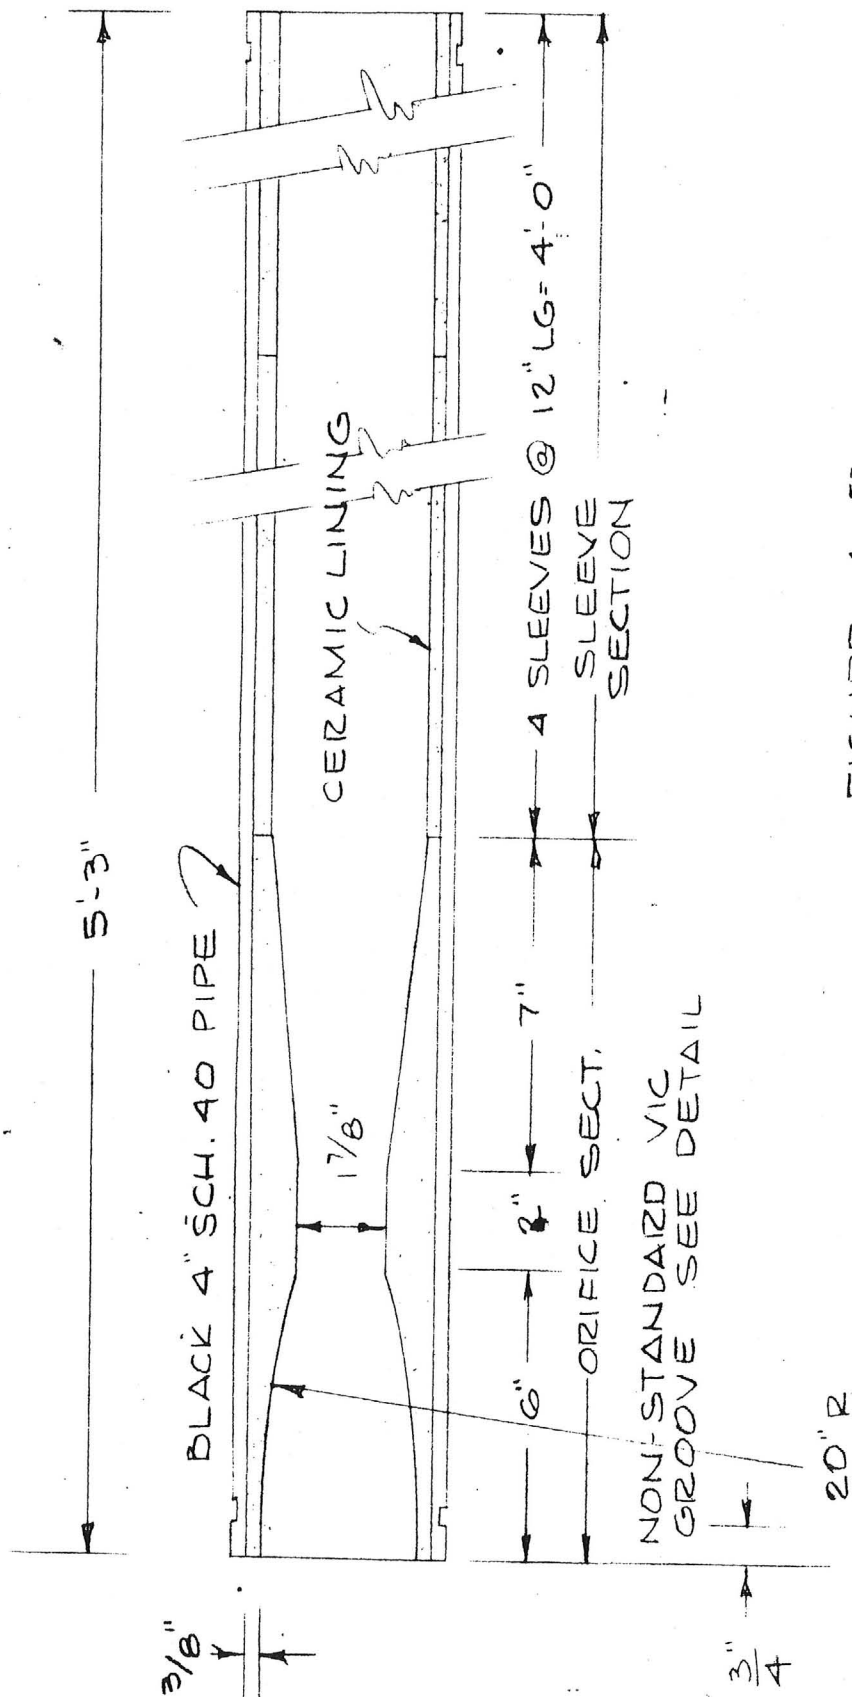 5'-3"
BLACK 4" SCH. 40 PIPE
3/8"
CERAMIC LINING
1 7/8"
4 SLEEVES @ 12" LG = 4'-0"
7"
2"
6"
SLEEVE
SECTION
ORIFICE SECT.
NON-STANDARD VIC
GROOVE SEE DETAIL
3/4"
20" R